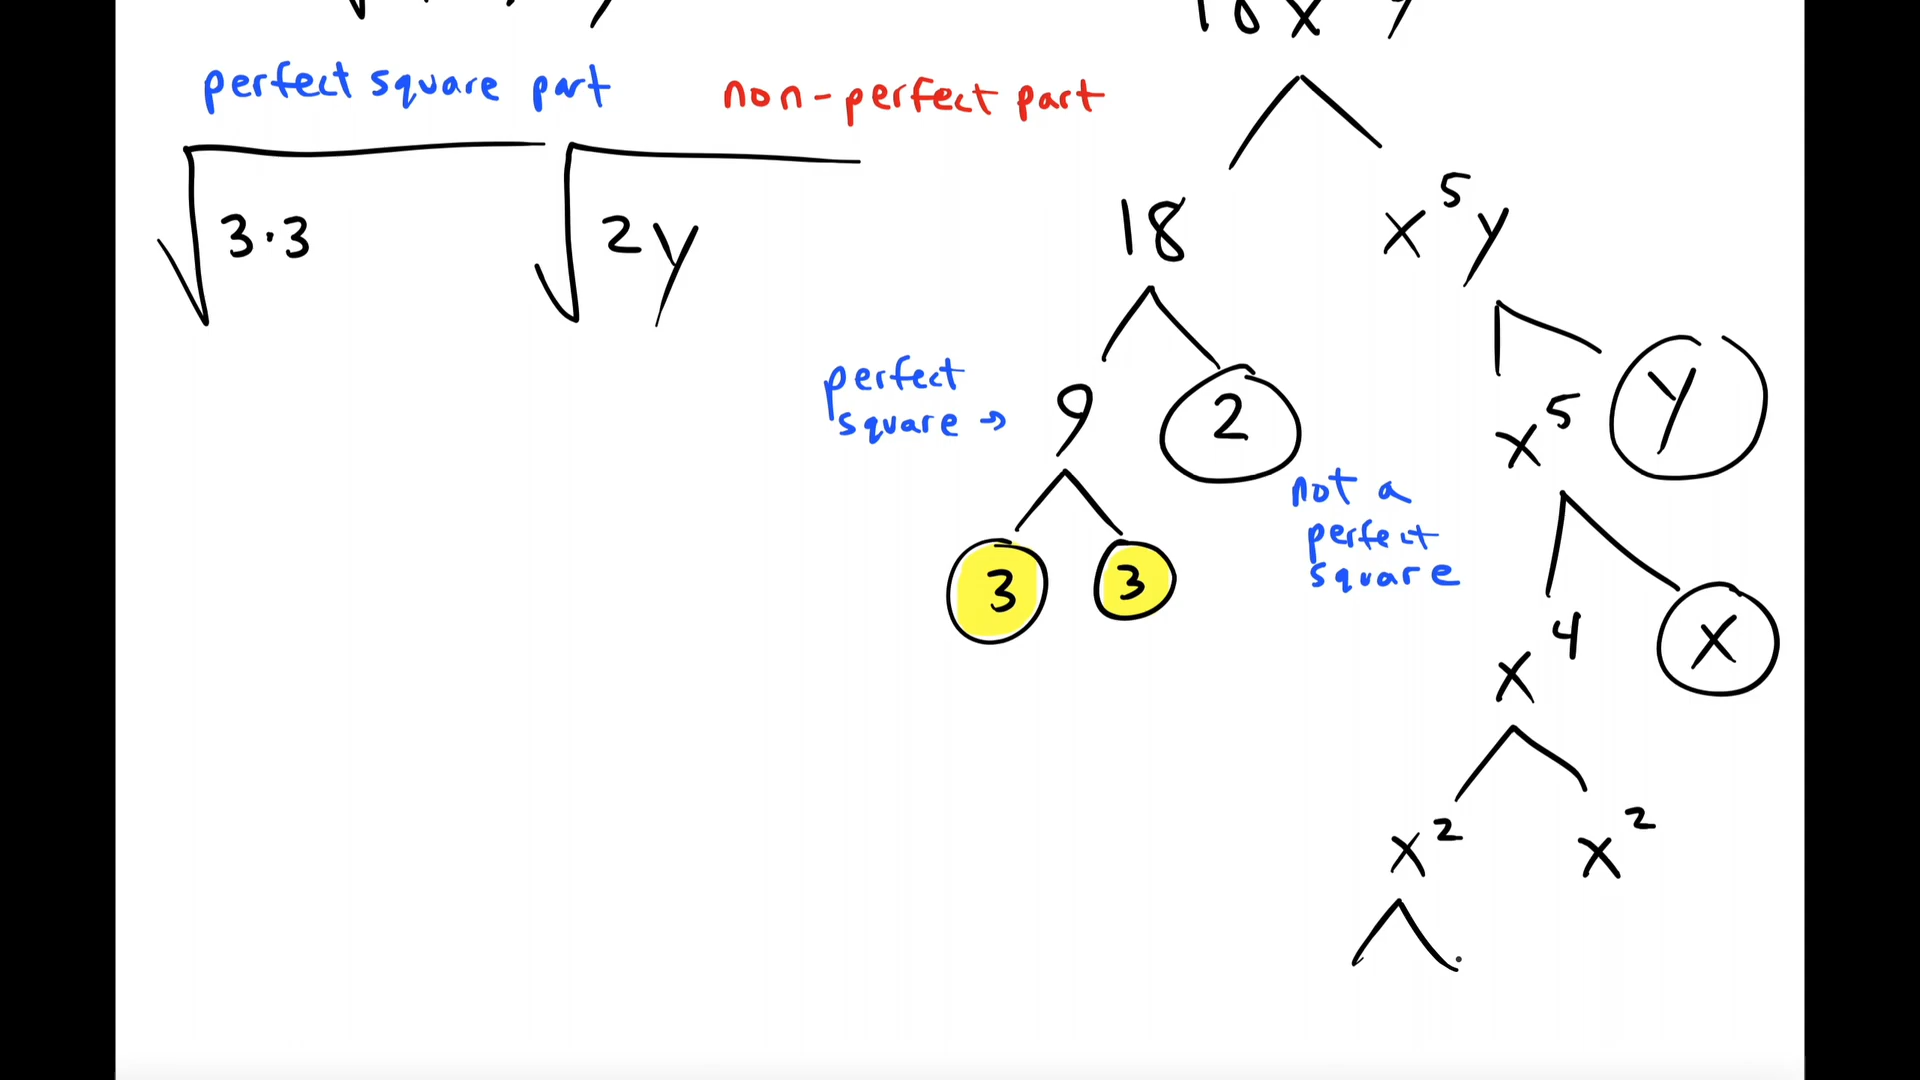 perfect square part
non-perfect part
√3·3 √2y
18 x⁵y
perfect
square → 9 2
x⁵ y
not a
perfect
square
3 3
x⁴ x
x² x²